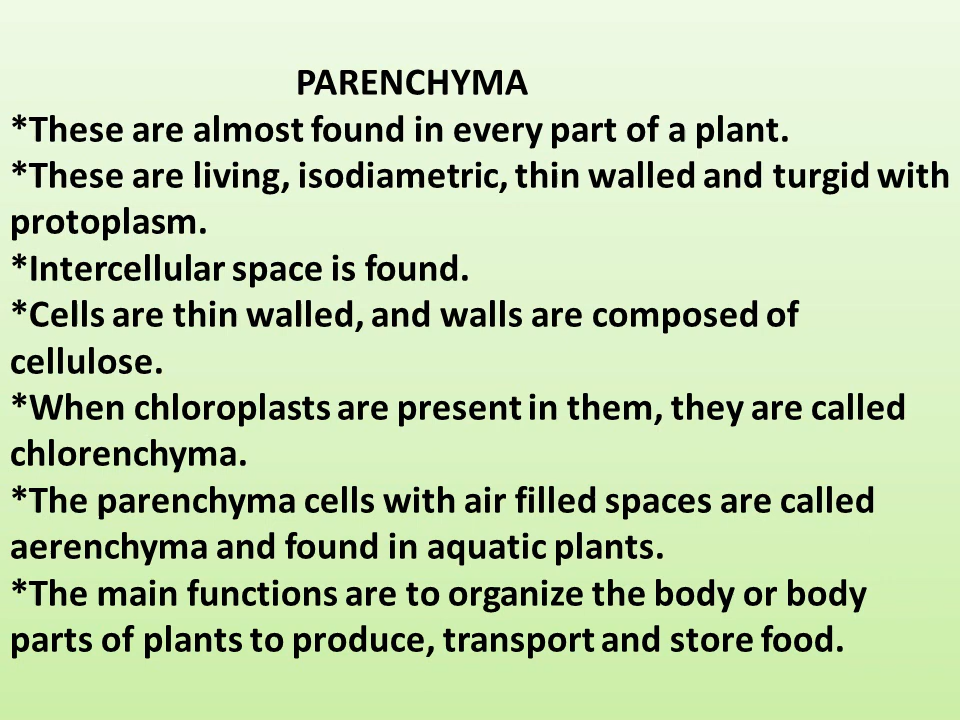 PARENCHYMA
*These are almost found in every part of a plant.
*These are living, isodiametric, thin walled and turgid with
protoplasm.
*Intercellular space is found.
*Cells are thin walled, and walls are composed of
cellulose.
*When chloroplasts are present in them, they are called
chlorenchyma.
*The parenchyma cells with air filled spaces are called
aerenchyma and found in aquatic plants.
*The main functions are to organize the body or body
parts of plants to produce, transport and store food.